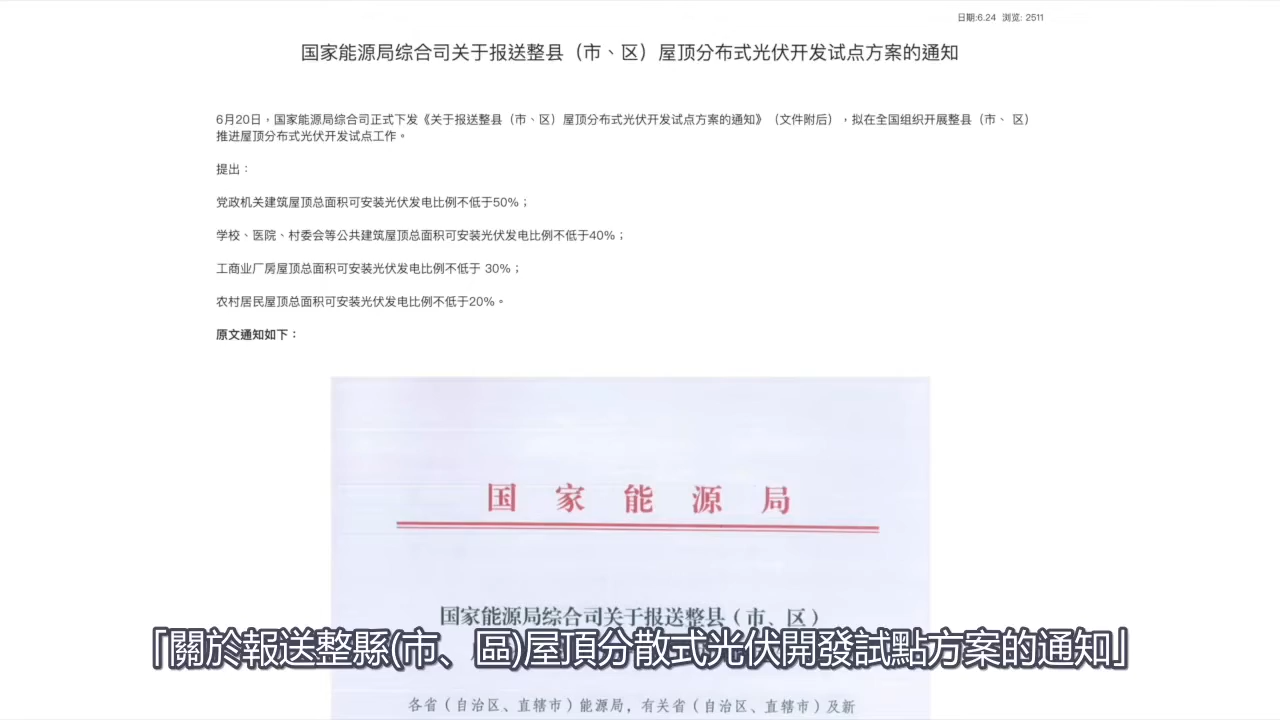 日期:6.24 浏览: 2511
国家能源局综合司关于报送整县（市、区）屋顶分布式光伏开发试点方案的通知
6月20日，国家能源局综合司正式下发《关于报送整县（市、区）屋顶分布式光伏开发试点方案的通知》（文件附后），拟在全国组织开展整县（市、 区）
推进屋顶分布式光伏开发试点工作。
提出：
党政机关建筑屋顶总面积可安装光伏发电比例不低于50%；
学校、医院、村委会等公共建筑屋顶总面积可安装光伏发电比例不低于40%；
工商业厂房屋顶总面积可安装光伏发电比例不低于 30%；
农村居民屋顶总面积可安装光伏发电比例不低于20%。
原文通知如下：
国家能源局
国家能源局综合司关于报送整县（市、区）
「關於報送整縣(市、區)屋頂分散式光伏開發試點方案的通知」
各省（自治区、直辖市）能源局，有关省（自治区、直辖市）及新